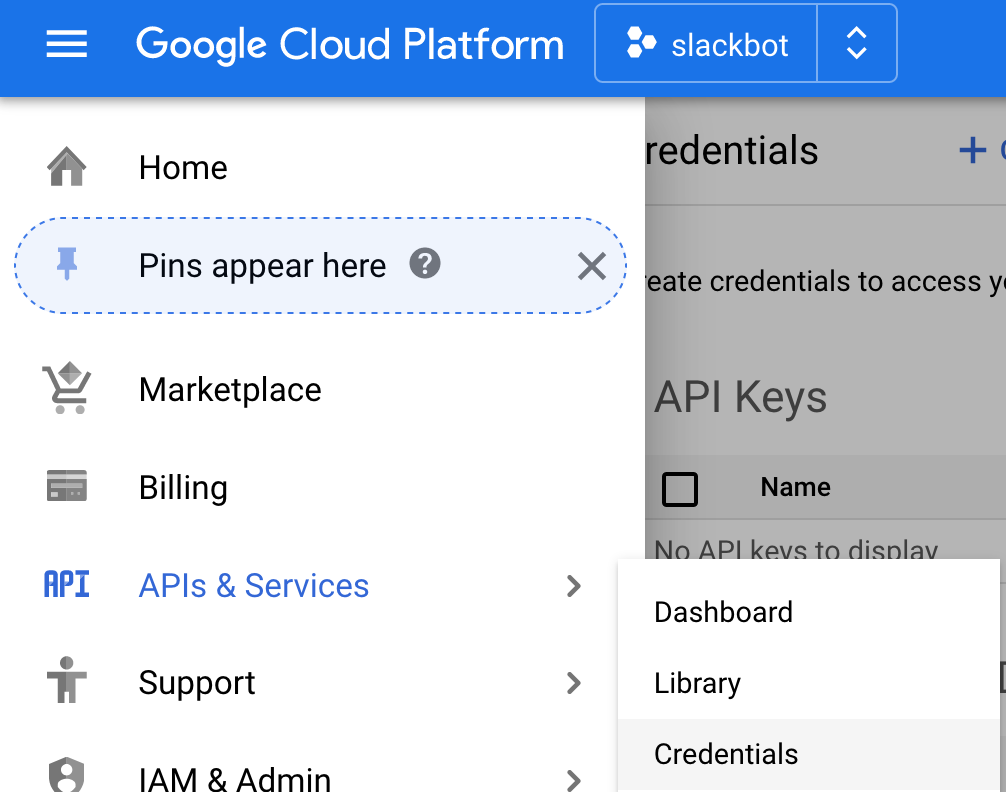 Google Cloud Platform
slackbot
Home
Pins appear here
?
Marketplace
Billing
API
APIs & Services
Support
IAM & Admin
redentials
+
reate credentials to access
API Keys
Name
No API keys to display
Dashboard
Library
Credentials